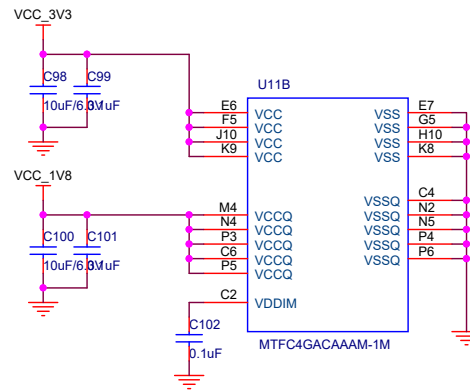 VCC_3V3
C98
C99
10uF/6.3V
0.1uF
U11B
E6
VCC
F5
VCC
J10
VCC
K9
VCC
E7
VSS
G5
VSS
H10
VSS
K8
VSS
VCC_1V8
C100
C101
10uF/6.3V
0.1uF
M4
VCCQ
N4
VCCQ
P3
VCCQ
C6
VCCQ
P5
VCCQ
C4
VSSQ
N2
VSSQ
N5
VSSQ
P4
VSSQ
P6
VSSQ
C2
VDDIM
C102
0.1uF
MTFC4GACAAAM-1M